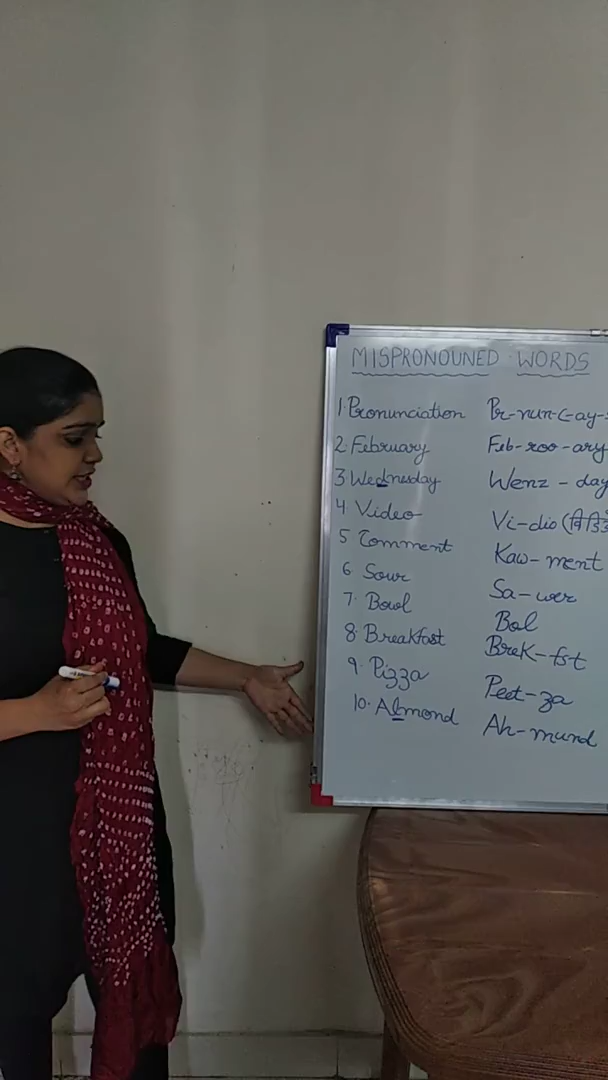 MISPRONOUNED WORDS
1. Pronunciation Pr-nun-c-ay-
2. February Feb-roo-ary
3 Wednesday Wenz - day
4 Video Vi-dio (विडि
5 Comment Kaw-ment
6. Sour Sa-wer
7. Bowl Bol
8. Breakfast Brek-fst
9. Pizza Peet-za
10. Almond Ah-mund